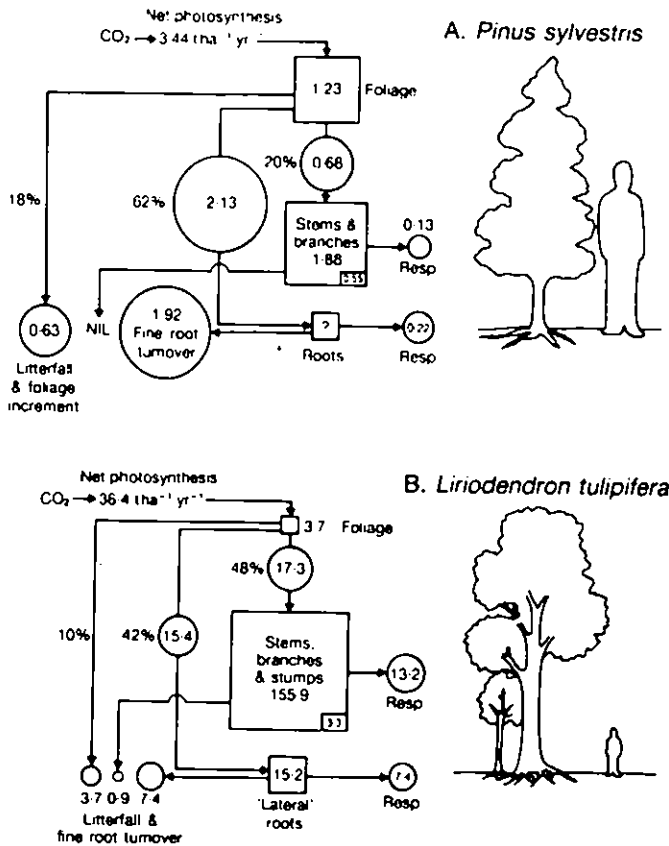 Net photosynthesis
A. Pinus sylvestris
CO₂ → 3·44 t ha⁻¹ yr⁻¹
1·23 Foliage
20% 0·68
18%
62% 2·13
Stems &
branches
1·88
0·55
0·13
Resp
0·63
NIL
1·92
Fine root
turnover
?
0·22
Litterfall
& foliage
increment
Roots
Resp
Net photosynthesis
B. Liriodendron tulipifera
CO₂ → 36·4 t ha⁻¹ yr⁻¹
3·7 Foliage
48% 17·3
10%
42% 15·4
Stems,
branches
& stumps
155·9
13·2
Resp
15·2
7·4
3·7 0·9 7·4
Litterfall &
fine root turnover
'Lateral'
roots
Resp